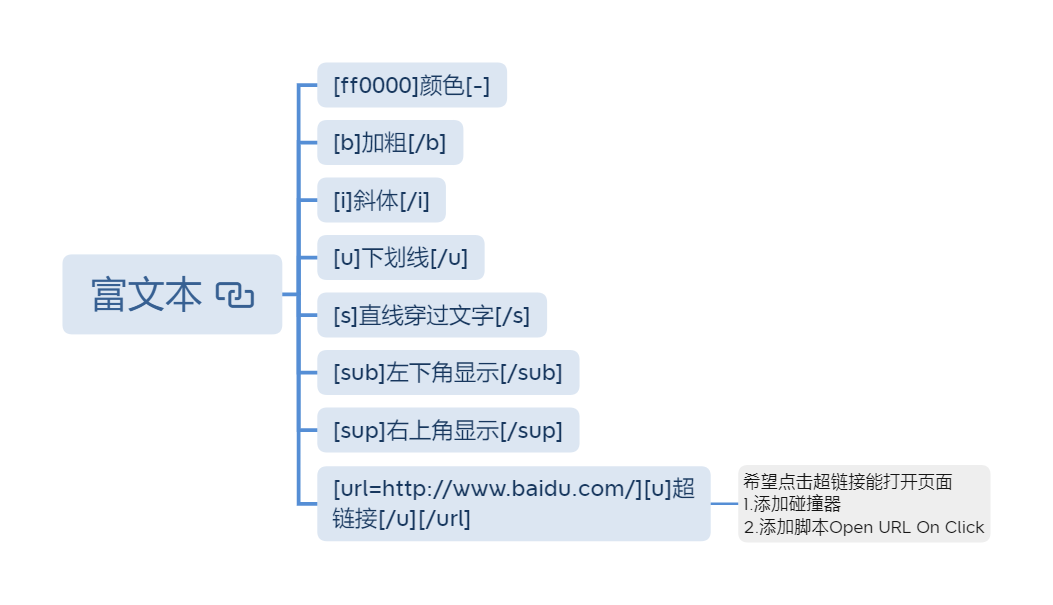 富文本
[ff0000]颜色[-]
[b]加粗[/b]
[i]斜体[/i]
[u]下划线[/u]
[s]直线穿过文字[/s]
[sub]左下角显示[/sub]
[sup]右上角显示[/sup]
[url=http://www.baidu.com/][u]超
链接[/u][/url]
希望点击超链接能打开页面
1.添加碰撞器
2.添加脚本Open URL On Click